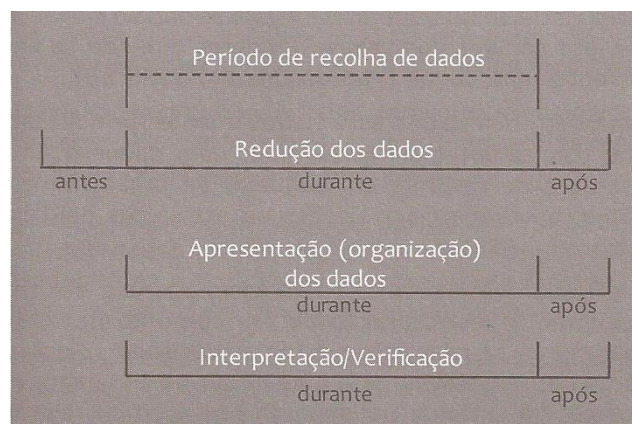 Período de recolha de dados
Redução dos dados
antes durante após
Apresentação (organização)
dos dados
durante após
Interpretação/Verificação
durante após